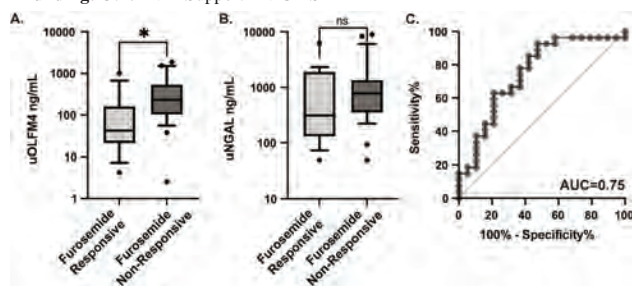 A.
B.
C.
uOLFM4 ng/mL
10000
1000
100
10
1
*
Furosemide
Responsive
Furosemide
Non-Responsive
uNGAL ng/mL
10000
1000
100
10
ns
Furosemide
Responsive
Furosemide
Non-Responsive
Sensitivity%
100
80
60
40
20
0
AUC=0.75
0 20 40 60 80 100
100% - Specificity%